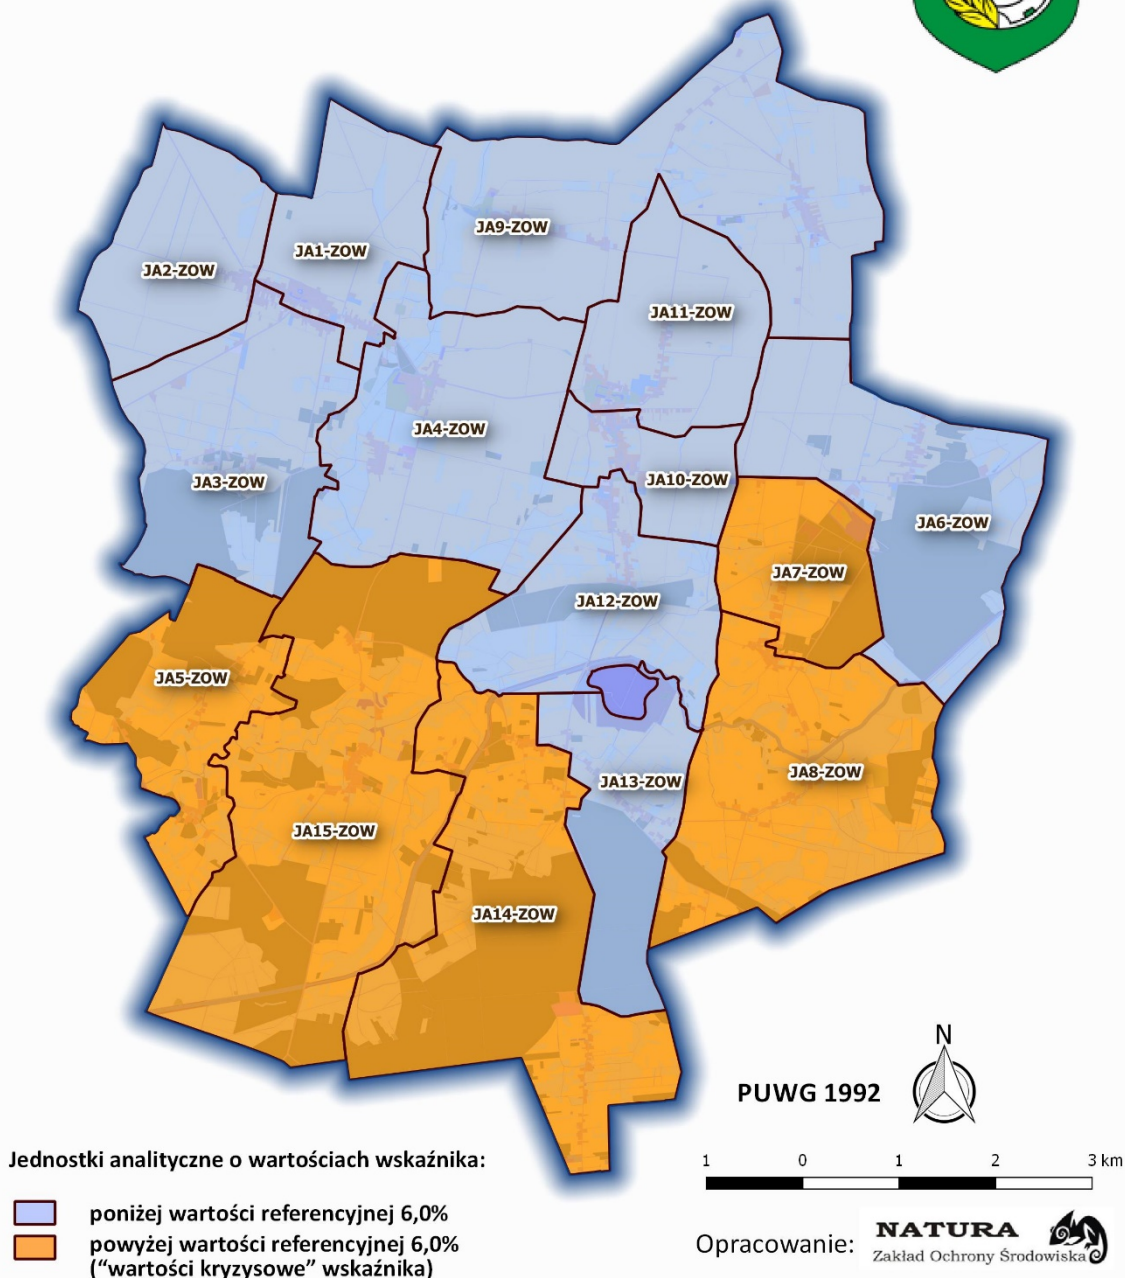 JA9-ZOW
JA1-ZOW
JA2-ZOW
JA11-ZOW
JA4-ZOW
JA3-ZOW
JA10-ZOW
JA6-ZOW
JA7-ZOW
JA12-ZOW
JA5-ZOW
JA8-ZOW
JA13-ZOW
JA15-ZOW
JA14-ZOW
N
PUWG 1992
Jednostki analityczne o wartościach wskaźnika:
1 0 1 2 3 km
poniżej wartości referencyjnej 6,0%
powyżej wartości referencyjnej 6,0%
("wartości kryzysowe" wskaźnika)
Opracowanie:
NATURA
Zakład Ochrony Środowiska